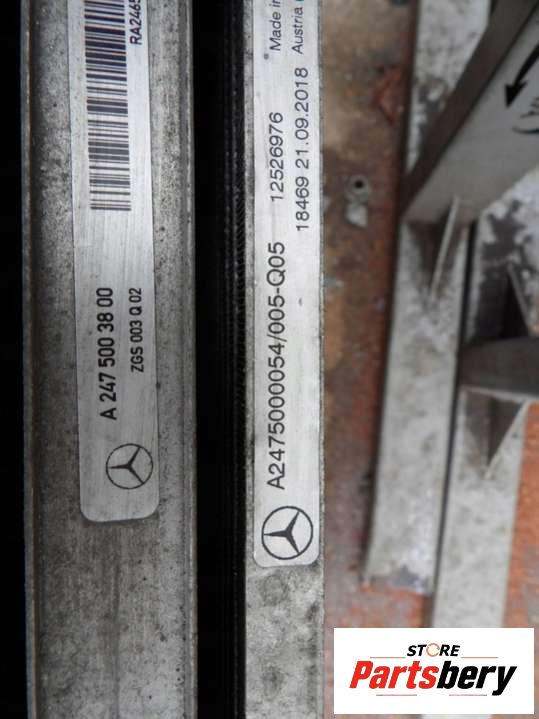 A 247 500 38 00
ZGS 003 Q 02
A2475000054/005-Q05
12526976
Made in
18469 21.09.2018
Austria
STORE
Partsbery